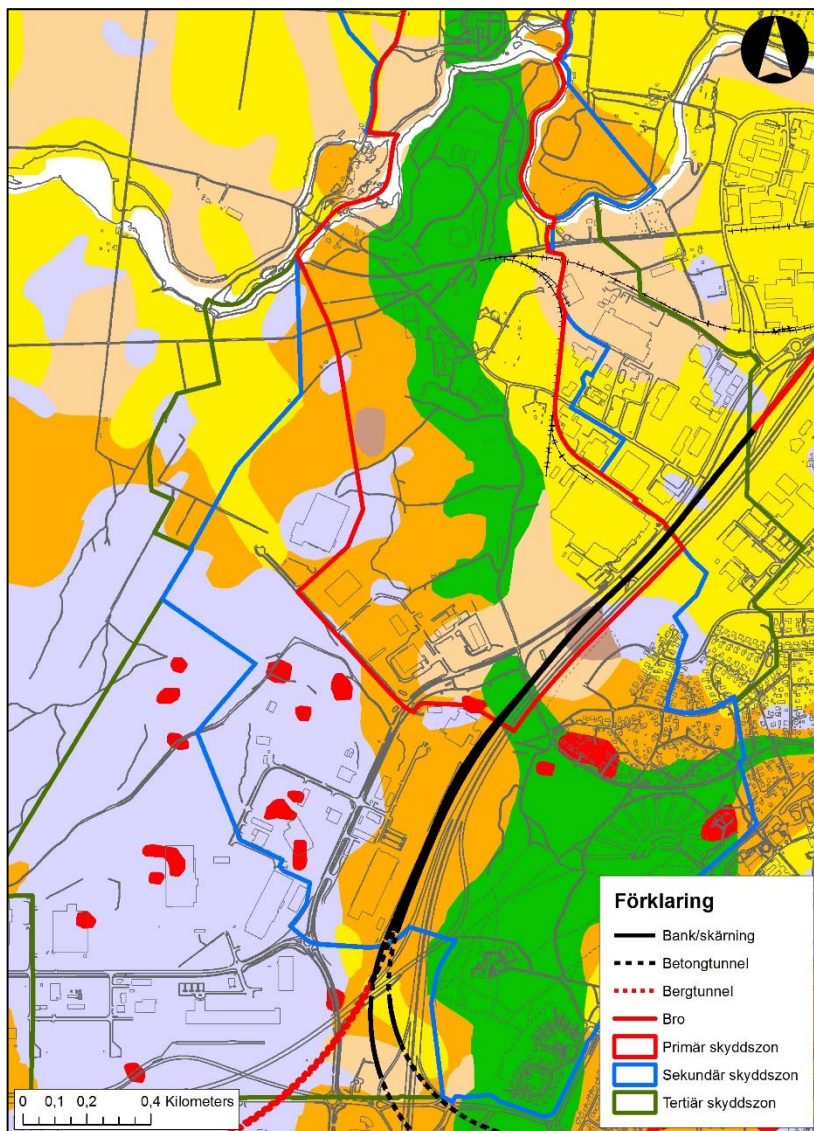 Förklaring
Bank/skärning
Betongtunnel
Bergtunnel
Bro
Primär skyddszon
Sekundär skyddszon
Tertiär skyddszon
0 0,1 0,2 0,4 Kilometers